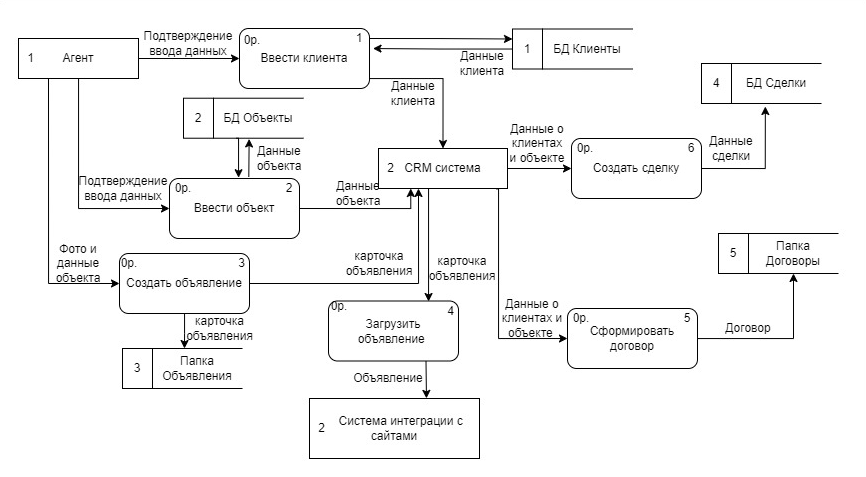 Подтверждение
ввода данных
1 Агент
0р. 1
Ввести клиента
1 БД Клиенты
Данные
клиента
Данные
клиента
4 БД Сделки
2 БД Объекты
Данные
объекта
Данные о
клиентах
и объекте
0р. 6
Создать сделку
Данные
сделки
2 CRM система
Подтверждение
ввода данных
0р. 2
Ввести объект
Данные
объекта
Фото и
данные
объекта
0р. 3
Создать объявление
карточка
объявления
карточка
объявления
5 Папка
Договоры
карточка
объявления
0р. 4
Загрузить
объявление
Данные о
клиентах и
объекте
0р. 5
Сформировать
договор
Договор
3 Папка
Объявления
Объявление
2 Система интеграции с
сайтами